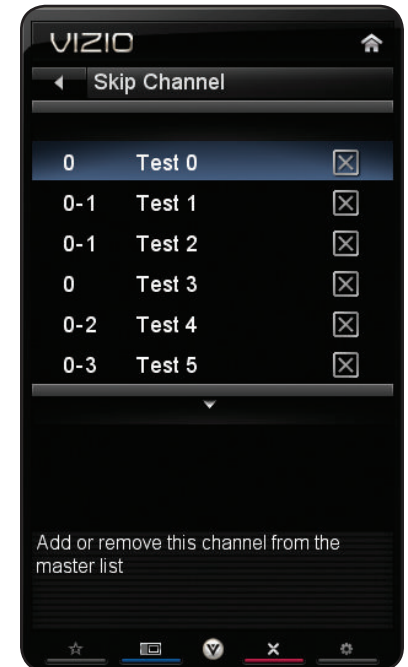 VIZIO
Skip Channel
0 Test 0
0-1 Test 1
0-1 Test 2
0 Test 3
0-2 Test 4
0-3 Test 5
Add or remove this channel from the
master list